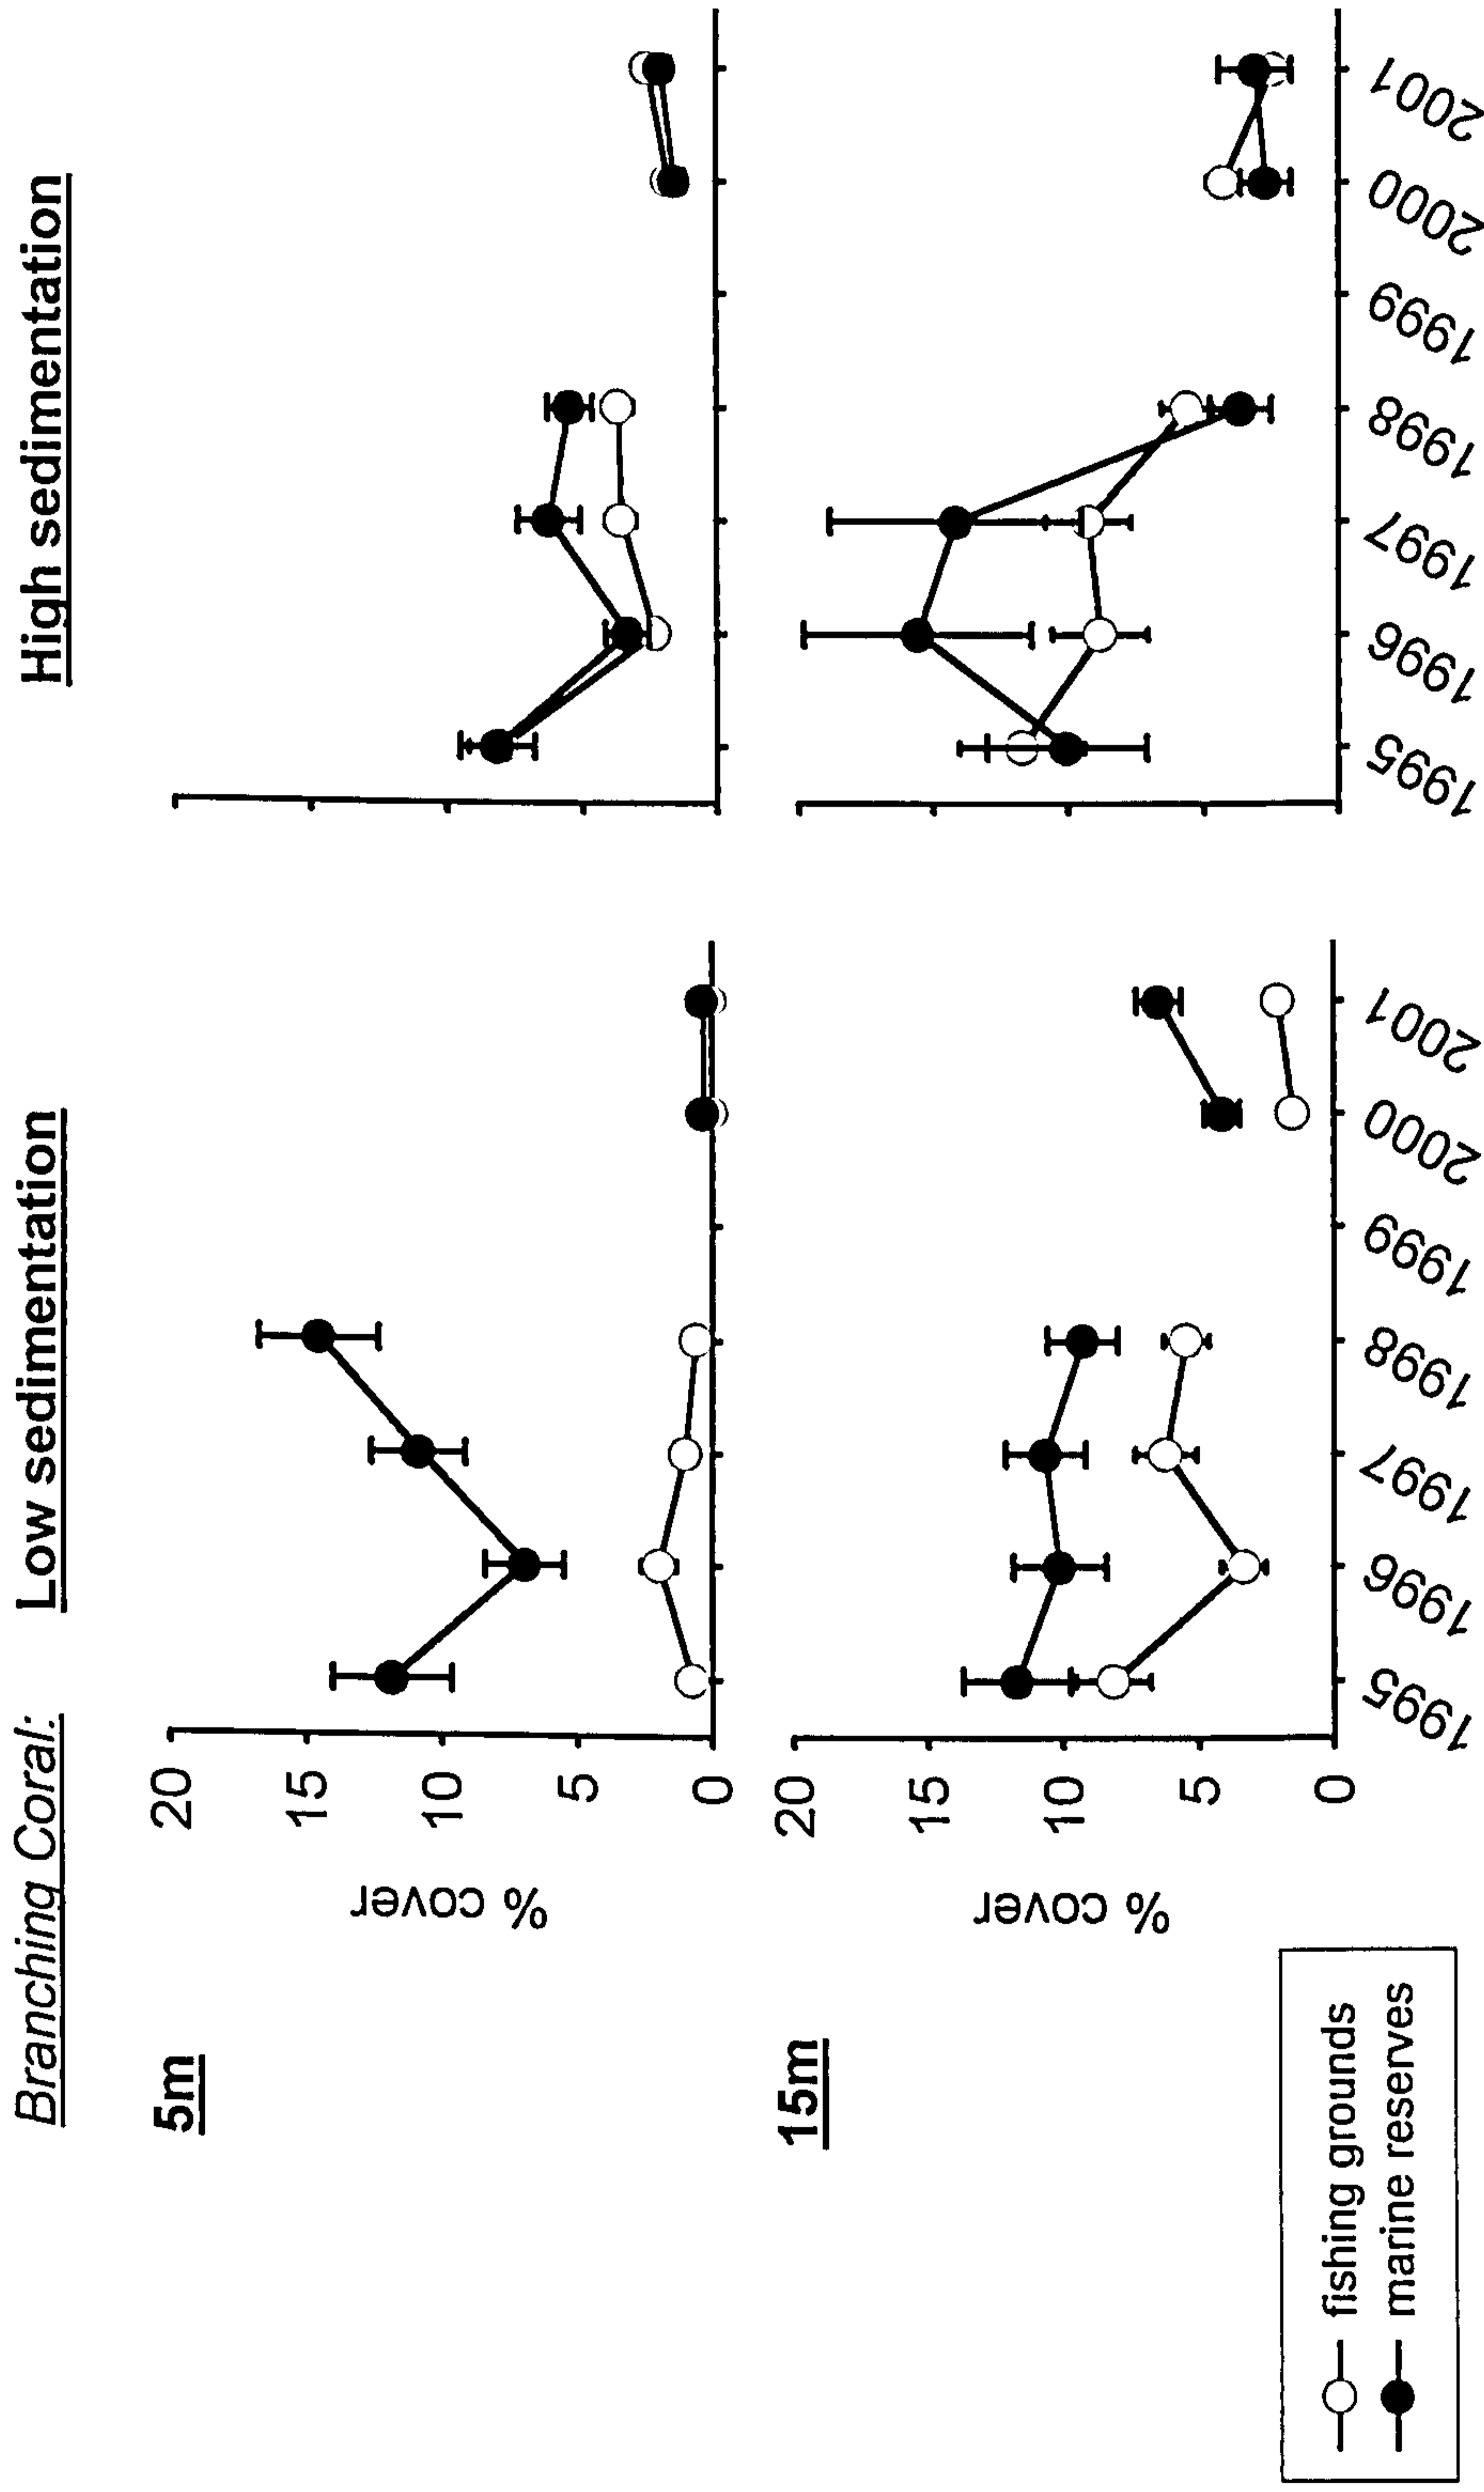 Branching Coral:
Low sedimentation
High sedimentation
5m
% cover
20
15
10
5
0
15m
% cover
20
15
10
5
0
1995
1996
1997
1998
1999
2000
2001
1995
1996
1997
1998
1999
2000
2001
fishing grounds
marine reserves